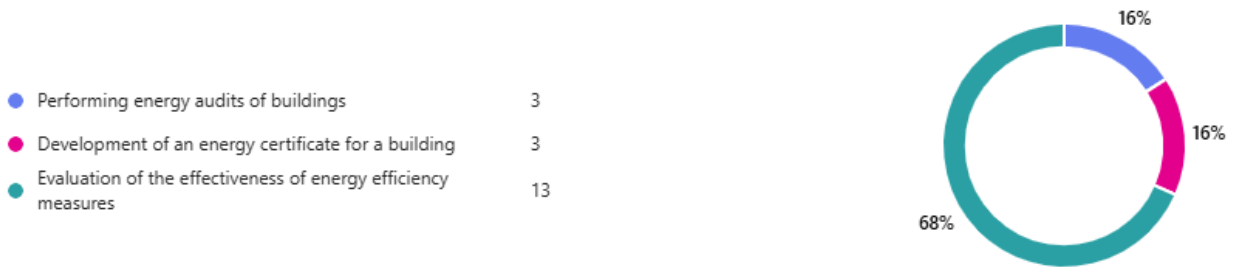 16%
Performing energy audits of buildings 3
Development of an energy certificate for a building 3
16%
Evaluation of the effectiveness of energy efficiency
measures 13
68%